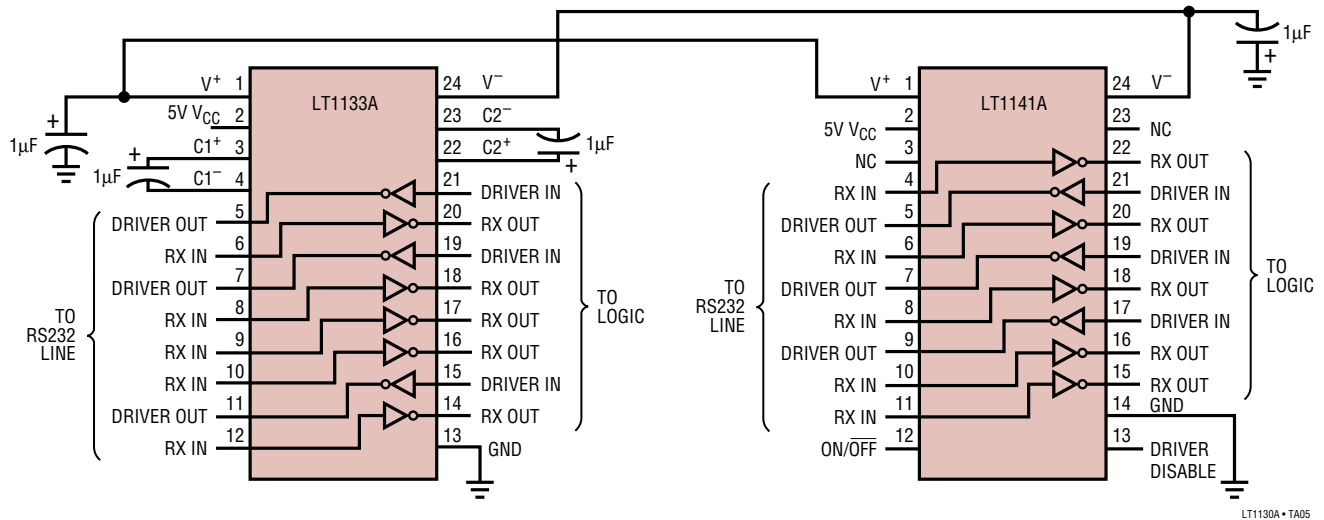 1µF
LT1133A
V+ 1
5V VCC 2
C1+ 3
C1− 4
+
1µF
+
1µF
24 V−
23 C2−
22 C2+
1µF
+
5 DRIVER OUT
6 RX IN
7 DRIVER OUT
8 RX IN
9 RX IN
10 RX IN
11 DRIVER OUT
12 RX IN
TO
RS232
LINE
21 DRIVER IN
20 RX OUT
19 DRIVER IN
18 RX OUT
17 RX OUT
16 RX OUT
15 DRIVER IN
14 RX OUT
13 GND
TO
LOGIC
LT1141A
V+ 1
5V VCC 2
NC 3
RX IN 4
DRIVER OUT 5
RX IN 6
DRIVER OUT 7
RX IN 8
DRIVER OUT 9
RX IN 10
RX IN 11
ON/OFF 12
TO
RS232
LINE
24 V−
23 NC
22 RX OUT
21 DRIVER IN
20 RX OUT
19 DRIVER IN
18 RX OUT
17 DRIVER IN
16 RX OUT
15 RX OUT
14 GND
13 DRIVER
DISABLE
TO
LOGIC
+
LT1130A • TA05